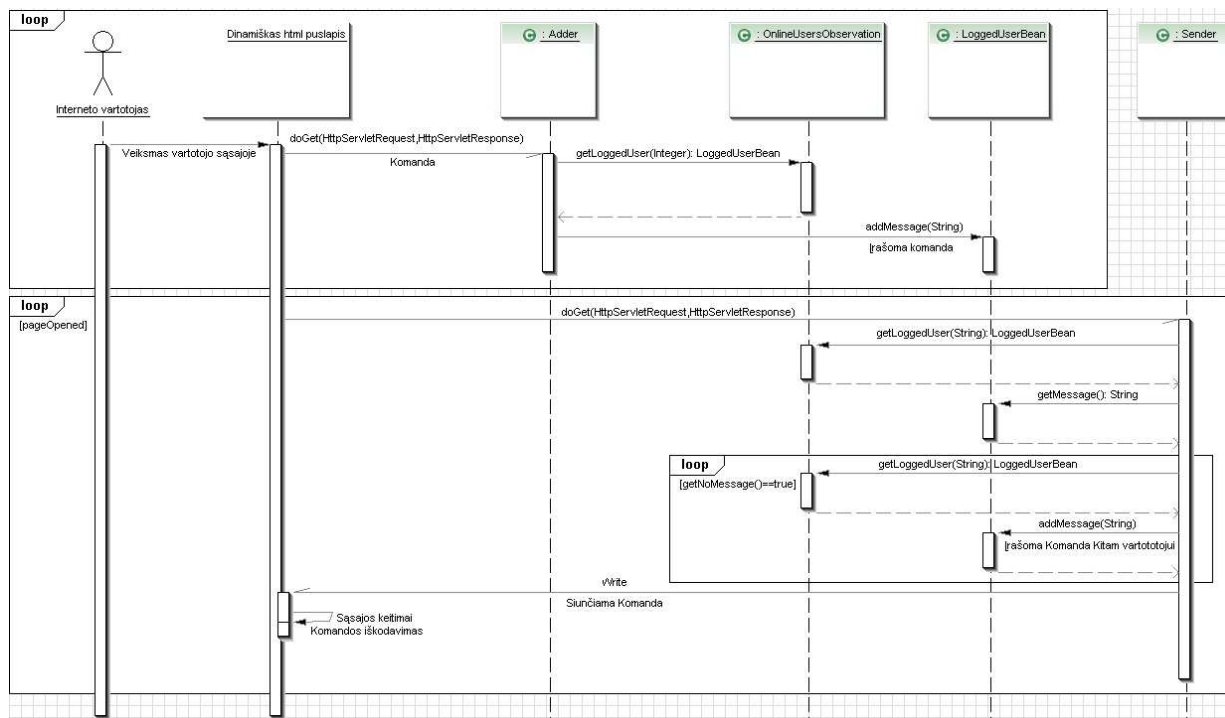 loop
Dinamiškas html puslapis
: Adder
: OnlineUsersObservation
: LoggedUserBean
: Sender
Interneto vartotojas
doGet(HttpServletRequest,HttpServletResponse)
Veiksmas vartotojo sąsajoje
Komanda
getLoggedUser(Integer): LoggedUserBean
addMessage(String)
Įrašoma komanda
loop
[pageOpened]
doGet(HttpServletRequest,HttpServletResponse)
getLoggedUser(String): LoggedUserBean
getMessage(): String
loop
getLoggedUser(String): LoggedUserBean
[getNoMessage()==true]
addMessage(String)
Įrašoma Komanda Kitam vartototojui
Write
Siunčiama Komanda
Sąsajos keitimai
Komandos iškodavimas